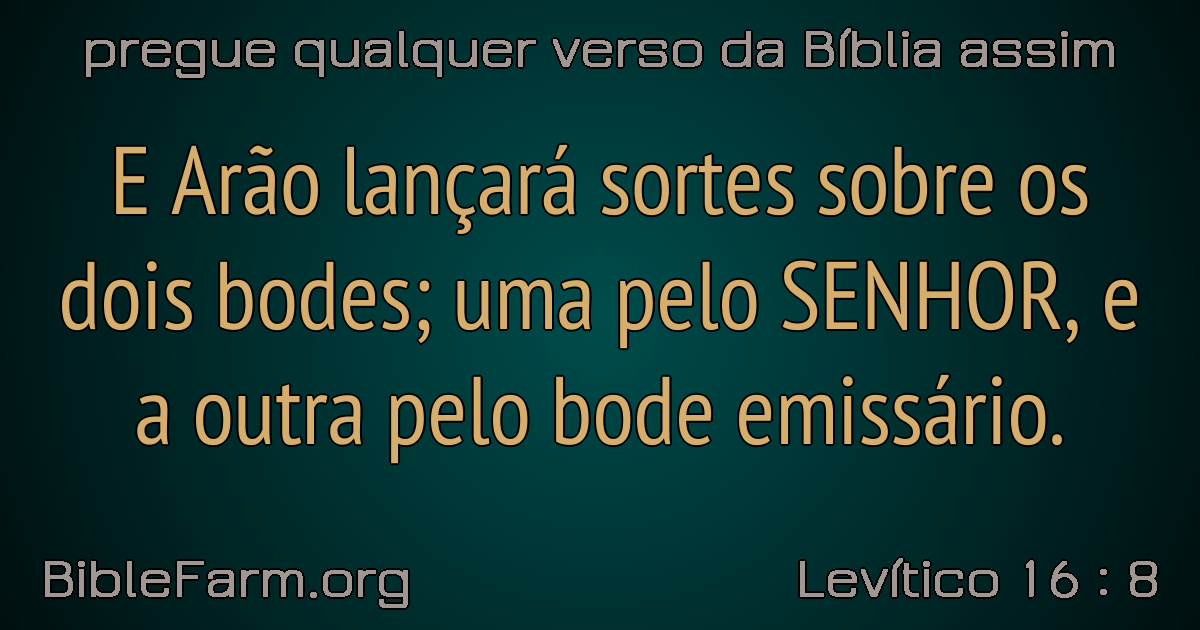 pregue qualquer verso da Bíblia assim
E Arão lançará sortes sobre os
dois bodes; uma pelo SENHOR, e
a outra pelo bode emissário.
BibleFarm.org
Levítico 16 : 8